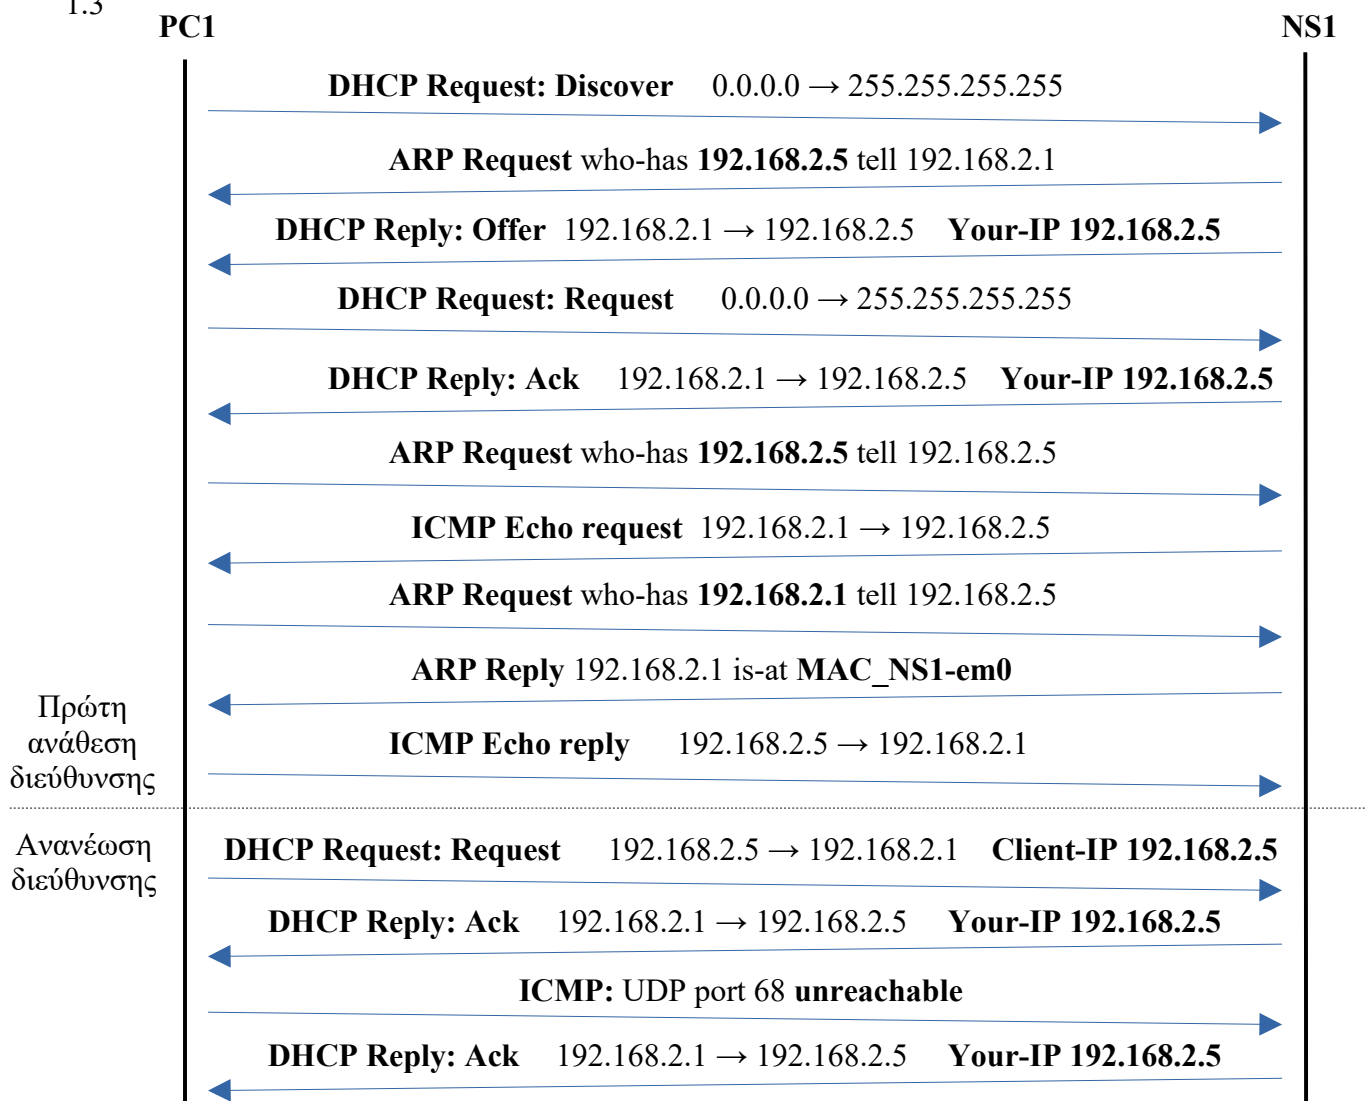 1.3
PC1 NS1
DHCP Request: Discover 0.0.0.0 → 255.255.255.255
ARP Request who-has 192.168.2.5 tell 192.168.2.1
DHCP Reply: Offer 192.168.2.1 → 192.168.2.5 Your-IP 192.168.2.5
DHCP Request: Request 0.0.0.0 → 255.255.255.255
DHCP Reply: Ack 192.168.2.1 → 192.168.2.5 Your-IP 192.168.2.5
ARP Request who-has 192.168.2.5 tell 192.168.2.5
ICMP Echo request 192.168.2.1 → 192.168.2.5
ARP Request who-has 192.168.2.1 tell 192.168.2.5
ARP Reply 192.168.2.1 is-at MAC_NS1-em0
ICMP Echo reply 192.168.2.5 → 192.168.2.1
Πρώτη
ανάθεση
διεύθυνσης
Ανανέωση
διεύθυνσης
DHCP Request: Request 192.168.2.5 → 192.168.2.1 Client-IP 192.168.2.5
DHCP Reply: Ack 192.168.2.1 → 192.168.2.5 Your-IP 192.168.2.5
ICMP: UDP port 68 unreachable
DHCP Reply: Ack 192.168.2.1 → 192.168.2.5 Your-IP 192.168.2.5